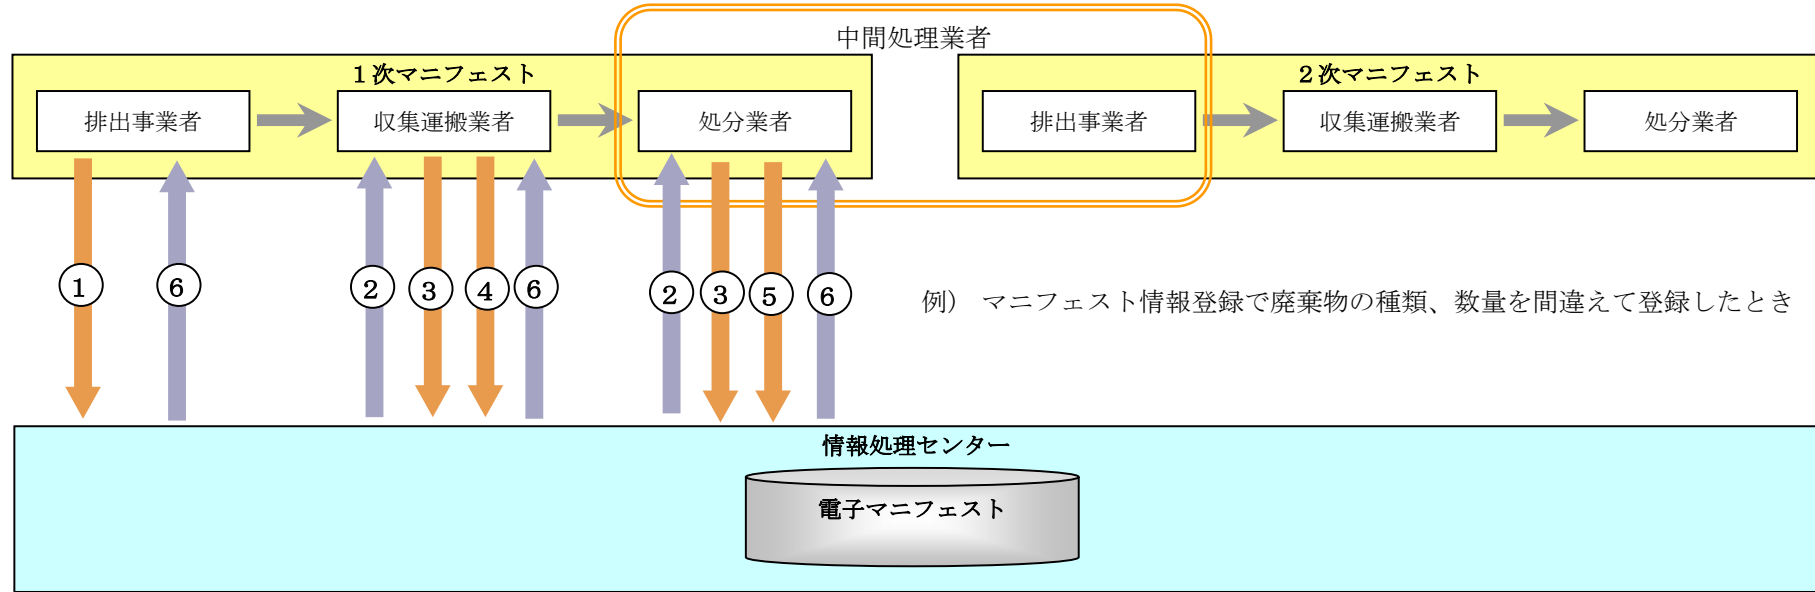 中間処理業者
１次マニフェスト
２次マニフェスト
排出事業者
収集運搬業者
処分業者
排出事業者
収集運搬業者
処分業者
① ⑥ ② ③ ④ ⑥ ② ③ ⑤ ⑥
例） マニフェスト情報登録で廃棄物の種類、数量を間違えて登録したとき
情報処理センター
電子マニフェスト